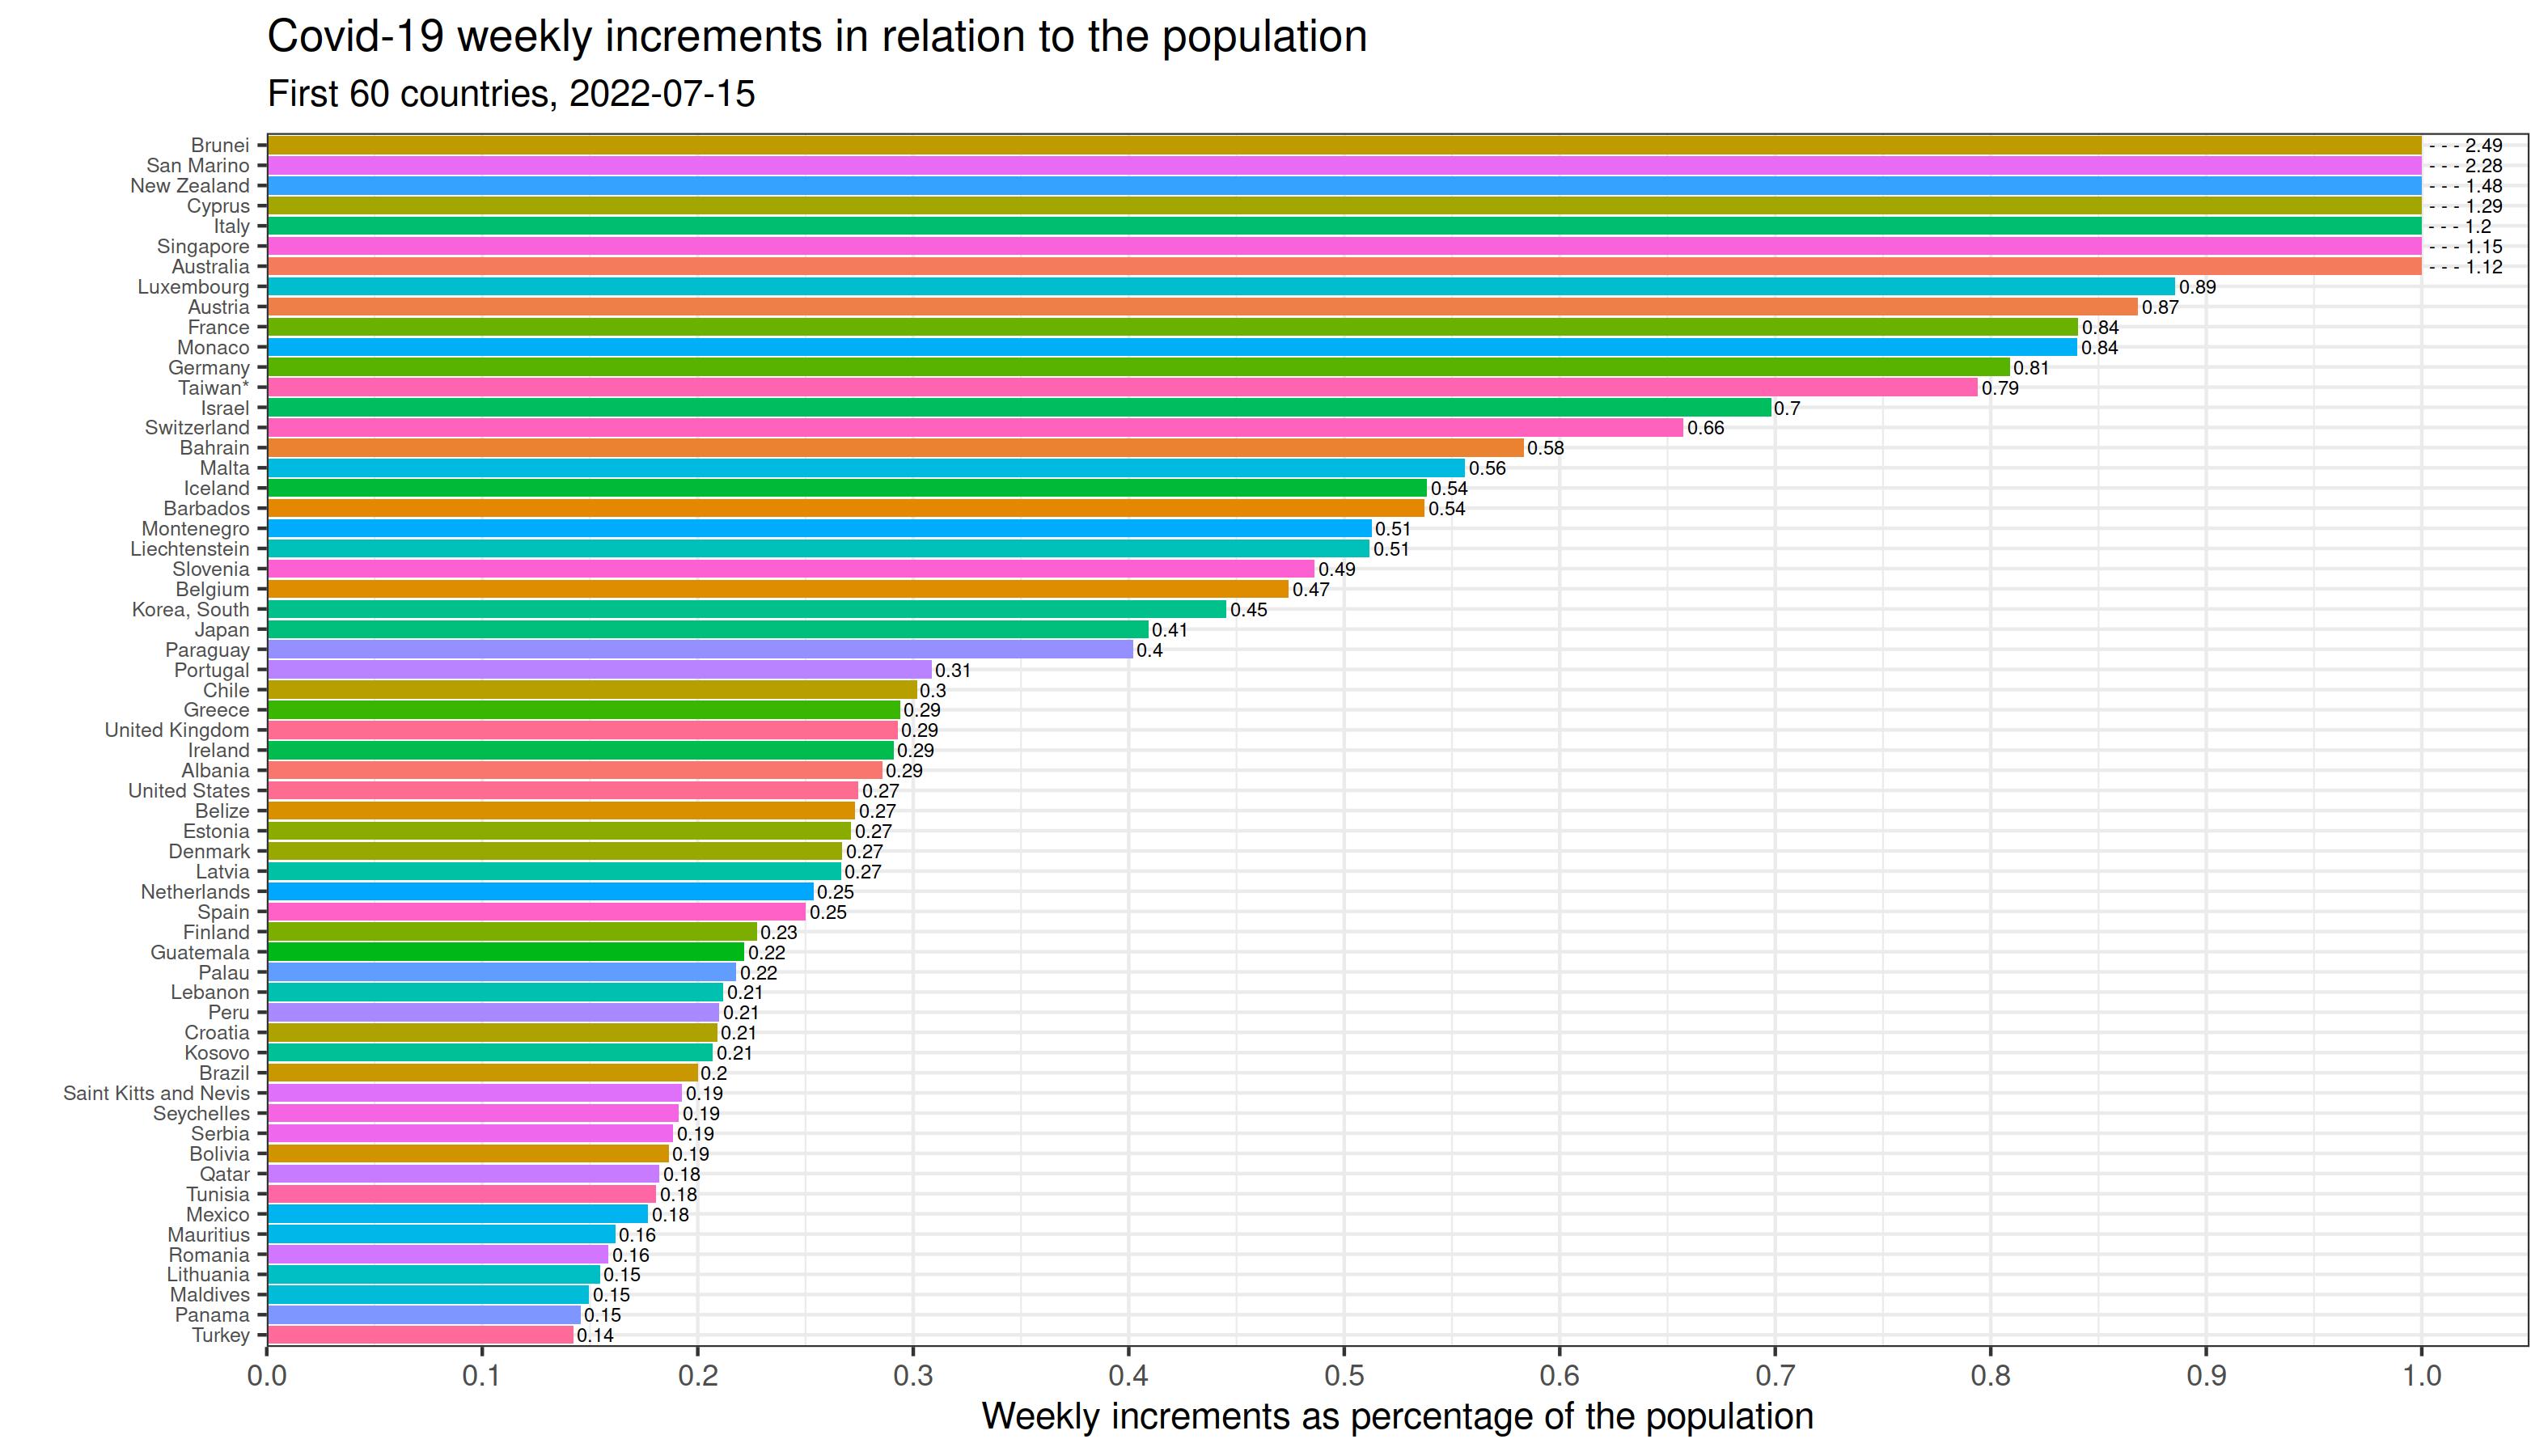 Covid-19 weekly increments in relation to the population
First 60 countries, 2022-07-15
Brunei - - - 2.49
San Marino - - - 2.28
New Zealand - - - 1.48
Cyprus - - - 1.29
Italy - - - 1.2
Singapore - - - 1.15
Australia - - - 1.12
Luxembourg 0.89
Austria 0.87
France 0.84
Monaco 0.84
Germany 0.81
Taiwan* 0.79
Israel 0.7
Switzerland 0.66
Bahrain 0.58
Malta 0.56
Iceland 0.54
Barbados 0.54
Montenegro 0.51
Liechtenstein 0.51
Slovenia 0.49
Belgium 0.47
Korea, South 0.45
Japan 0.41
Paraguay 0.4
Portugal 0.31
Chile 0.3
Greece 0.29
United Kingdom 0.29
Ireland 0.29
Albania 0.29
United States 0.27
Belize 0.27
Estonia 0.27
Denmark 0.27
Latvia 0.27
Netherlands 0.25
Spain 0.25
Finland 0.23
Guatemala 0.22
Palau 0.22
Lebanon 0.21
Peru 0.21
Croatia 0.21
Kosovo 0.21
Brazil 0.2
Saint Kitts and Nevis 0.19
Seychelles 0.19
Serbia 0.19
Bolivia 0.19
Qatar 0.18
Tunisia 0.18
Mexico 0.18
Mauritius 0.16
Romania 0.16
Lithuania 0.15
Maldives 0.15
Panama 0.15
Turkey 0.14
0.0 0.1 0.2 0.3 0.4 0.5 0.6 0.7 0.8 0.9 1.0
Weekly increments as percentage of the population